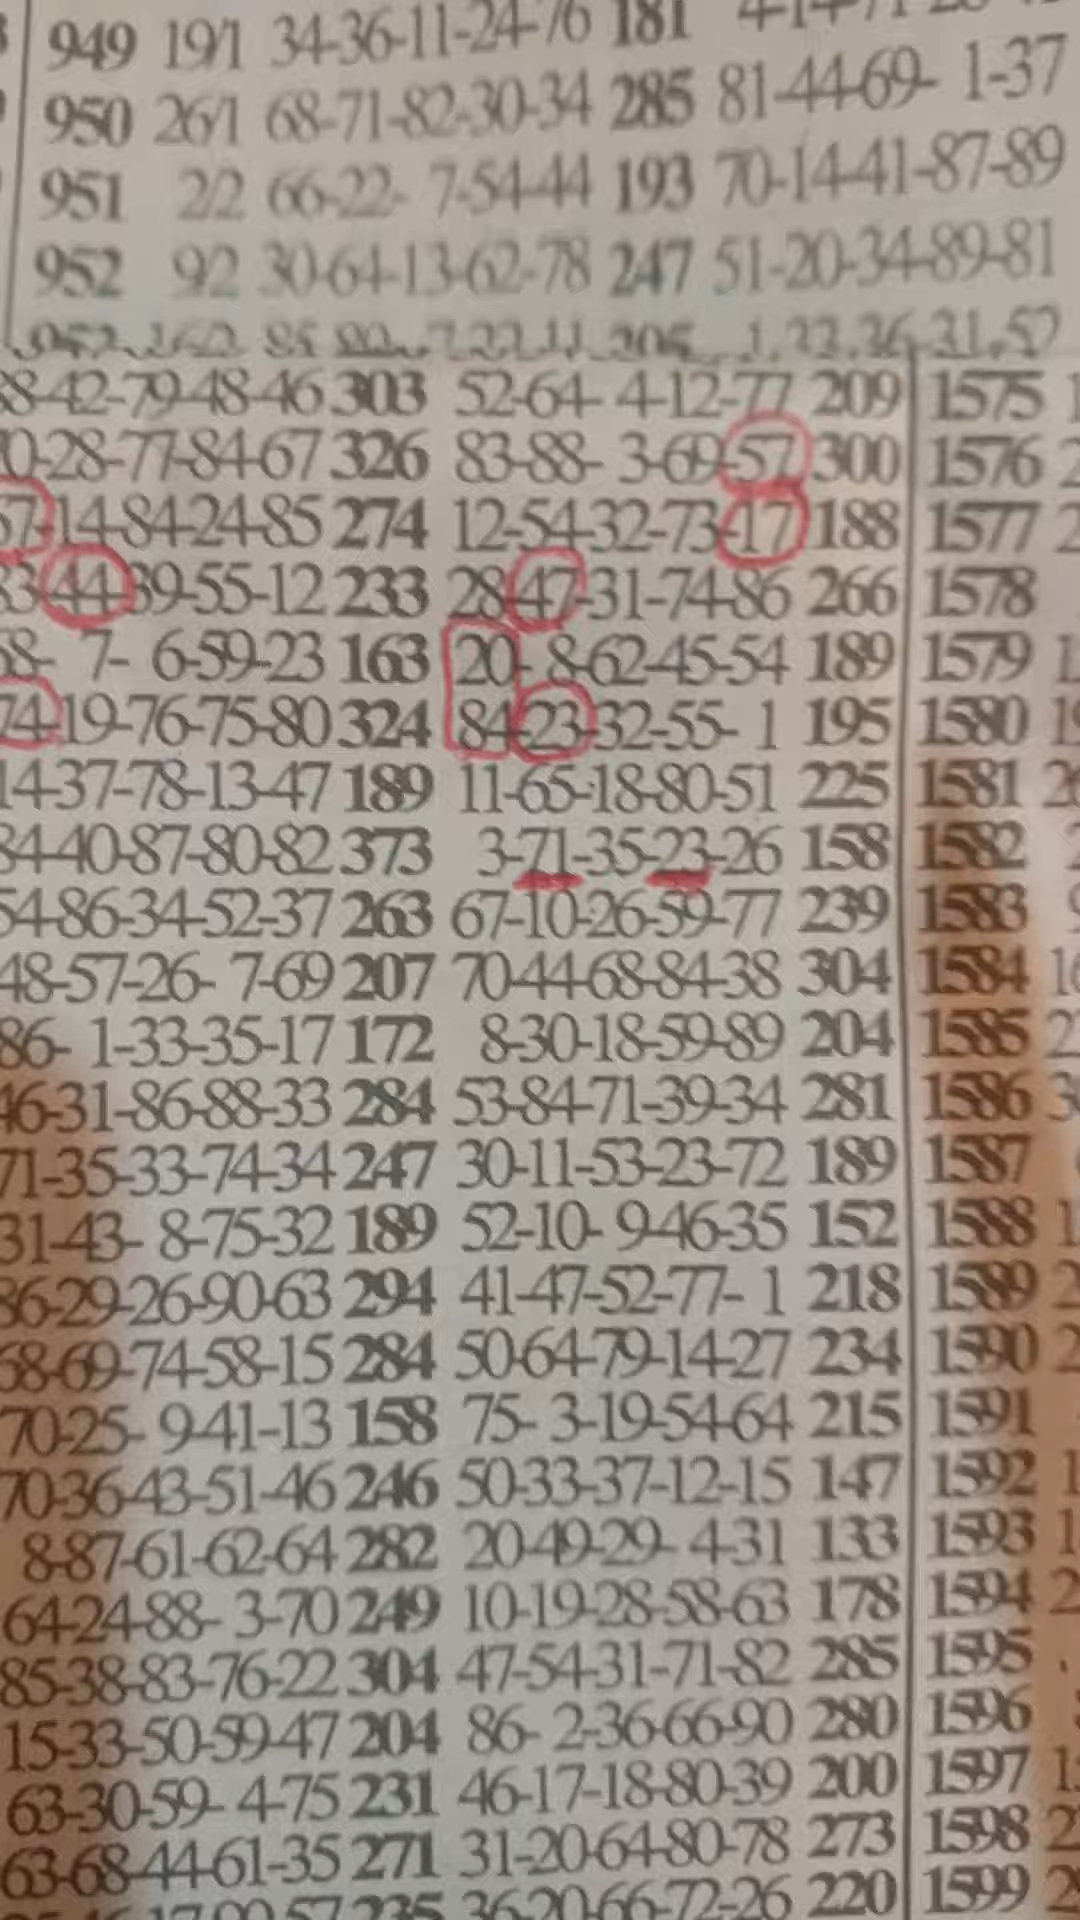 949 19/1 34-36-11-24-76 181
950 26/1 68-71-82-30-34 285 81-44-69- 1-37
951 2/2 66-22- 7-54-44 193 70-14-41-87-89
952 9/2 30-64-13-62-78 247 51-20-34-89-81
88-42-79-48-46 303 52-64- 4-12-77 209 1575
28-77-84-67 326 83-88- 3-69-57 300 1576
67-14-84-24-85 274 12-54-32-73-17 188 1577
44-39-55-12 233 28-47-31-74-86 266 1578
68- 7- 6-59-23 163 20- 8-62-45-54 189 1579
74-19-76-75-80 324 84-23-32-55- 1 195 1580
14-37-78-13-47 189 11-65-18-80-51 225 1581
84-40-87-80-82 373 3-71-35-23-26 158 1582
54-86-34-52-37 263 67-10-26-59-77 239 1583
48-57-26- 7-69 207 70-44-68-84-38 304 1584
86- 1-33-35-17 172 8-30-18-59-89 204 1585
46-31-86-88-33 284 53-84-71-39-34 281 1586
71-35-33-74-34 247 30-11-53-23-72 189 1587
31-43- 8-75-32 189 52-10- 9-46-35 152 1588
86-29-26-90-63 294 41-47-52-77- 1 218 1589
68-69-74-58-15 284 50-64-79-14-27 234 1590
70-25- 9-41-13 158 75- 3-19-54-64 215 1591
70-36-43-51-46 246 50-33-37-12-15 147 1592
8-87-61-62-64 282 20-49-29- 4-31 133 1593
64-24-88- 3-70 249 10-19-28-58-63 178 1594
85-38-83-76-22 304 47-54-31-71-82 285 1595
15-33-50-59-47 204 86- 2-36-66-90 280 1596
63-30-59- 4-75 231 46-17-18-80-39 200 1597
63-68-44-61-35 271 31-20-64-80-78 273 1598
36-20-66-72-26 220 1599